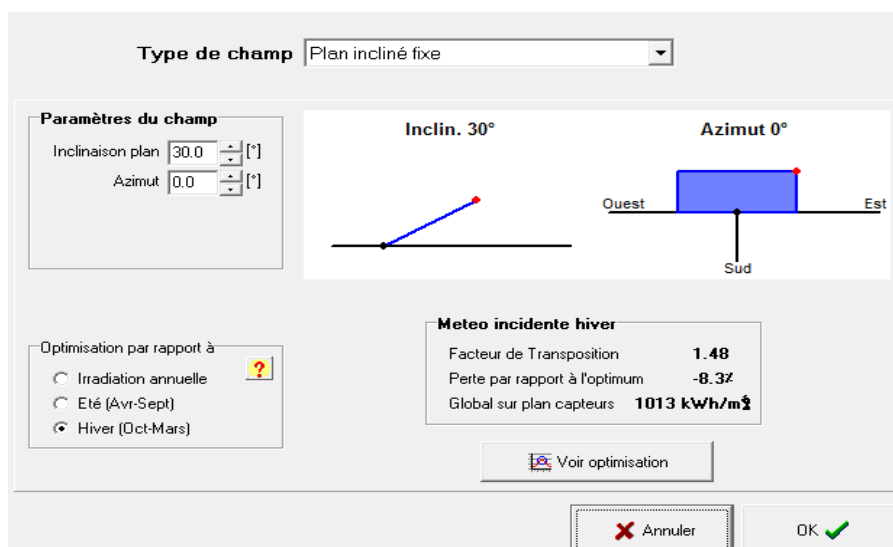 Type de champ Plan incliné fixe
Paramètres du champ
Inclinaison plan 30.0 [°]
Azimut 0.0 [°]
Inclin. 30°
Azimut 0°
Ouest
Est
Sud
Optimisation par rapport à
?
Irradiation annuelle
Eté (Avr-Sept)
Hiver (Oct-Mars)
Meteo incidente hiver
Facteur de Transposition 1.48
Perte par rapport à l'optimum -8.3%
Global sur plan capteurs 1013 kWh/m²
Voir optimisation
Annuler
OK